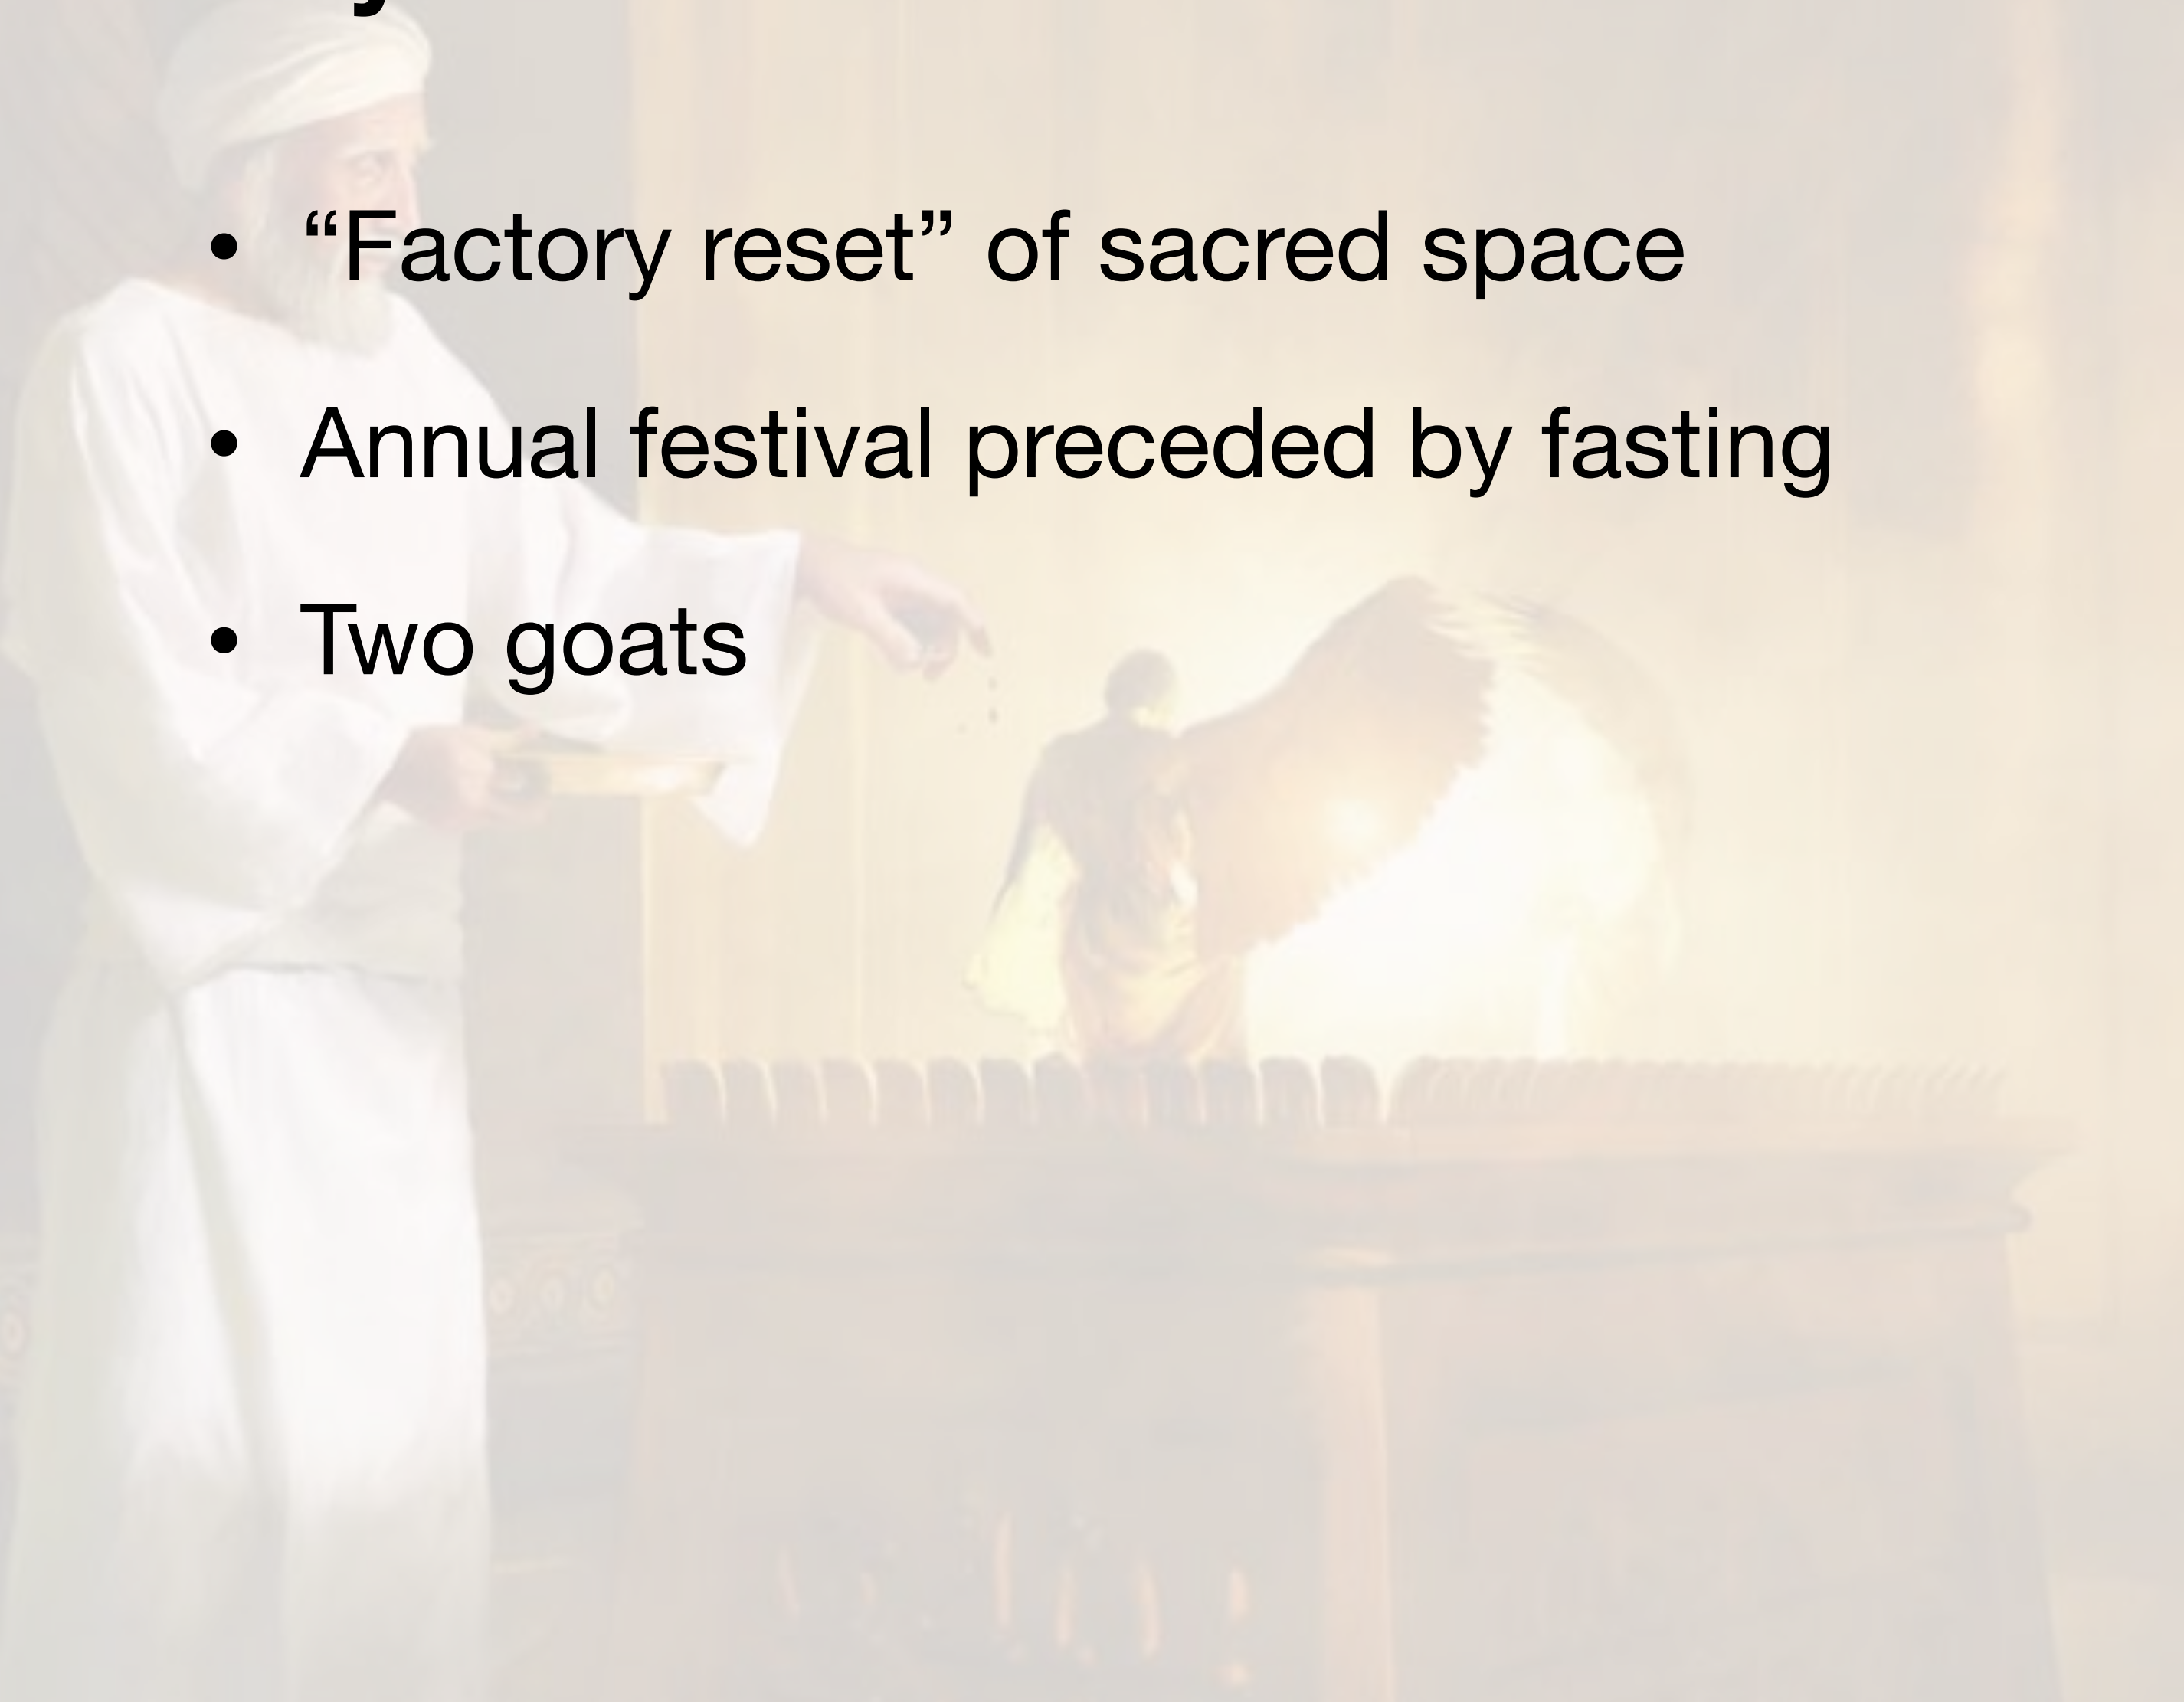 • “Factory reset” of sacred space
• Annual festival preceded by fasting
• Two goats